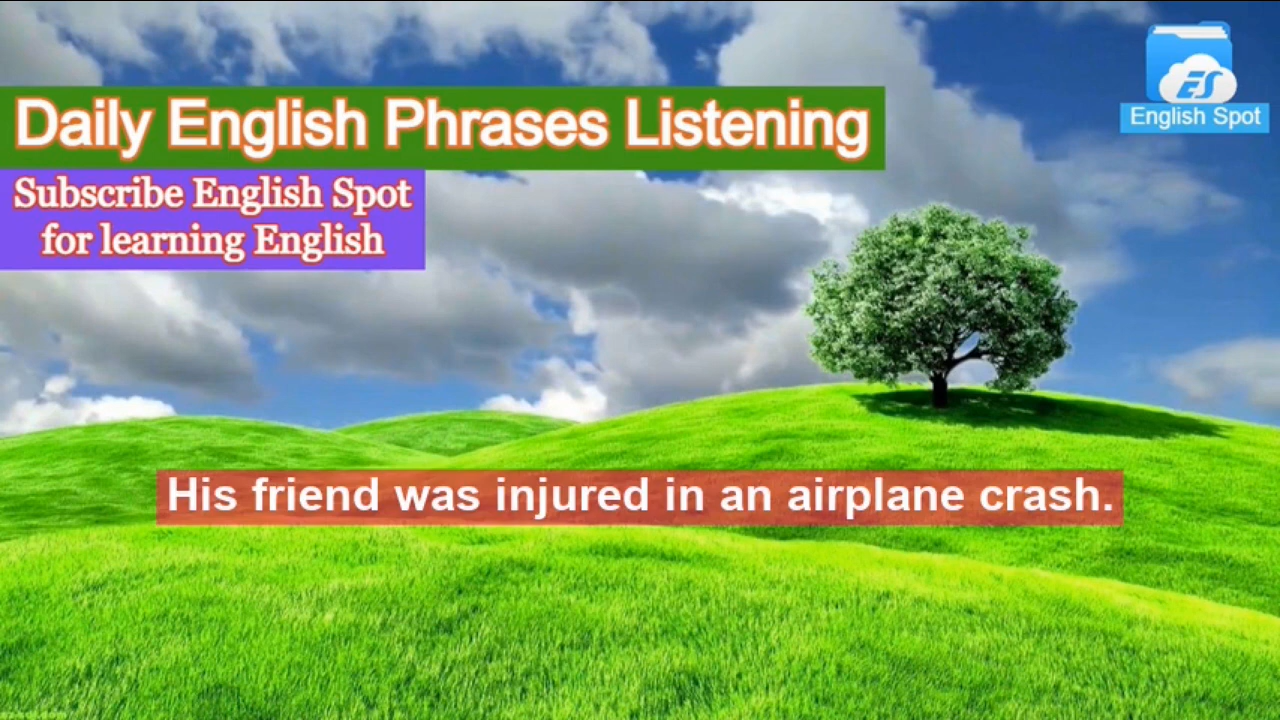 Daily English Phrases Listening
Subscribe English Spot
for learning English
ES
English Spot
His friend was injured in an airplane crash.